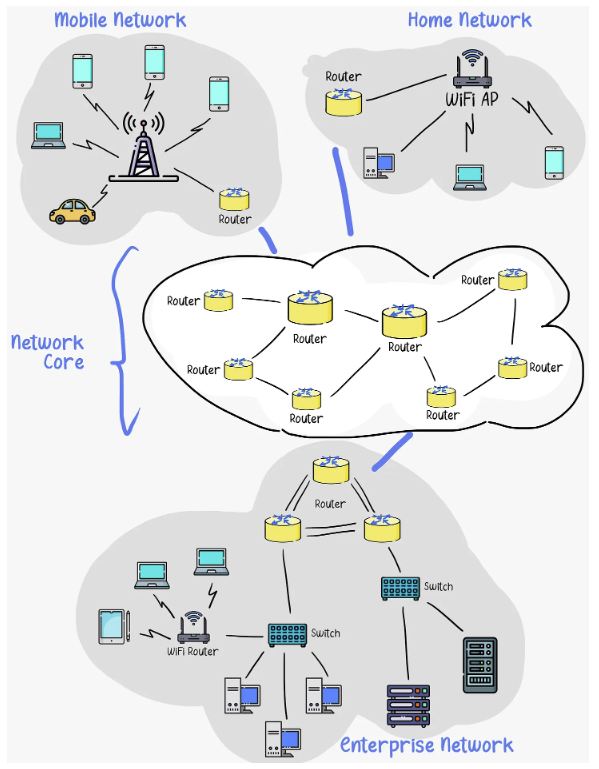 Mobile Network
Home Network
Router
WiFi AP
Router
Network
Core
Router
Router
Router
Router
Router
Router
Router
Router
Router
Switch
WiFi Router
Switch
Enterprise Network